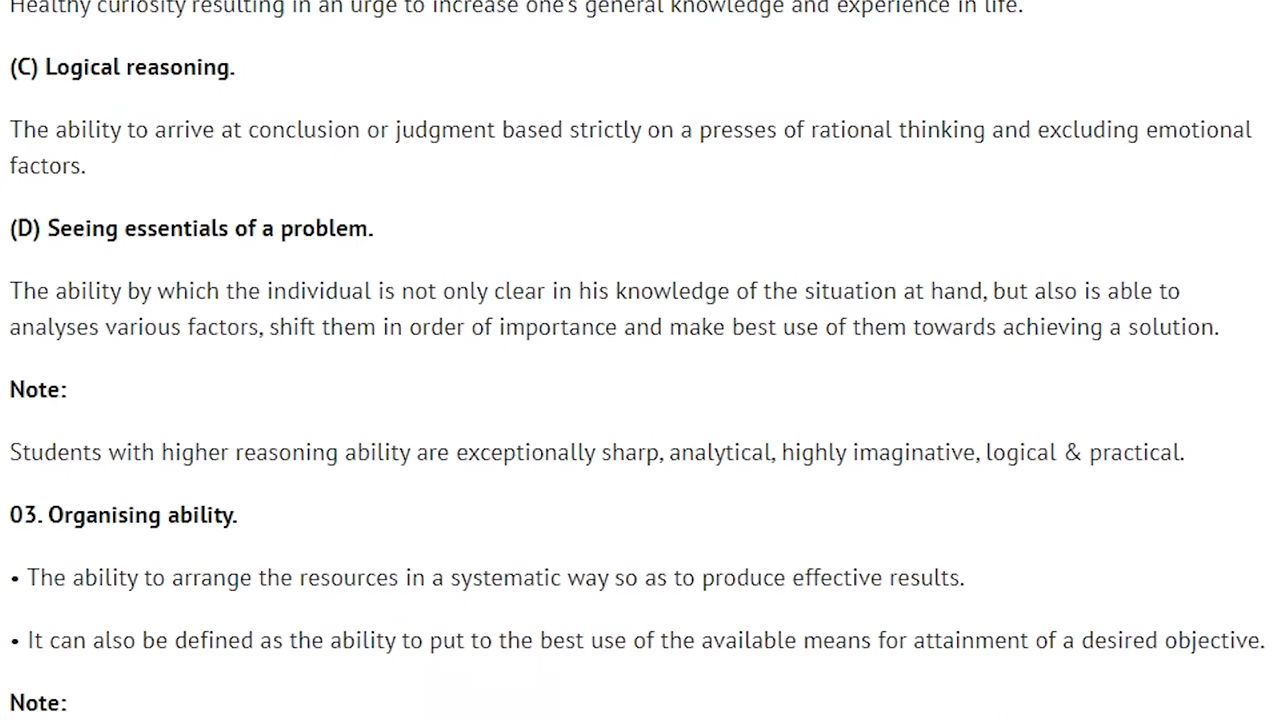 Healthy curiosity resulting in an urge to increase one's general knowledge and experience in life.
(C) Logical reasoning.
The ability to arrive at conclusion or judgment based strictly on a presses of rational thinking and excluding emotional
factors.
(D) Seeing essentials of a problem.
The ability by which the individual is not only clear in his knowledge of the situation at hand, but also is able to
analyses various factors, shift them in order of importance and make best use of them towards achieving a solution.
Note:
Students with higher reasoning ability are exceptionally sharp, analytical, highly imaginative, logical & practical.
03. Organising ability.
• The ability to arrange the resources in a systematic way so as to produce effective results.
• It can also be defined as the ability to put to the best use of the available means for attainment of a desired objective.
Note: